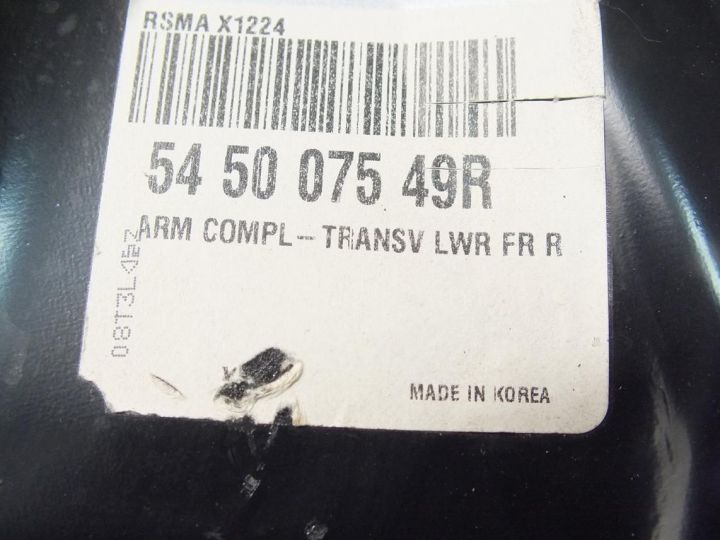 RSMA X1224
54 50 075 49R
ARM COMPL-TRANSV LWR FR R
MADE IN KOREA